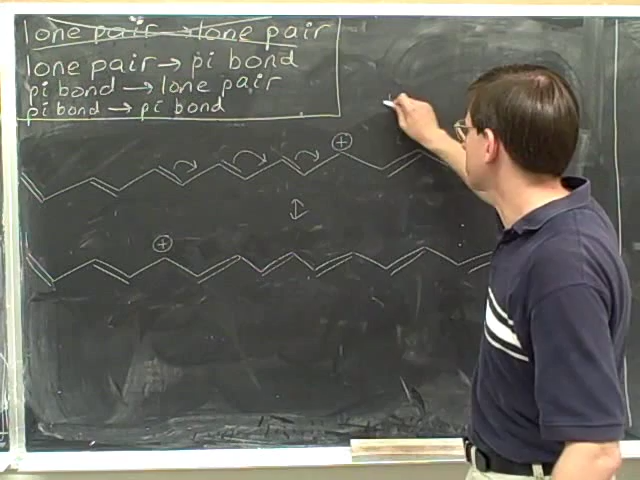 lone pair → lone pair
lone pair → pi bond
pi bond → lone pair
pi bond → pi bond
+
+